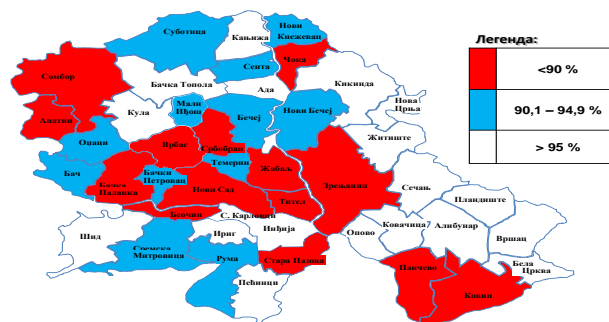 Легенда:
<90 %
90,1 – 94,9 %
> 95 %
Нови
Кнежевац
Суботица
Кањижа
Чока
Сента
Сомбор
Бачка Топола
Ада
Кикинда
Мали
Иђош
Нова
Црња
Апатин
Кула
Бечеј
Нови Бечеј
Житиште
Оџаци
Врбас
Србобран
Темерин
Жабаљ
Бач
Бачки
Петровац
Бачка
Паланка
Нови Сад
Зрењанин
Сечањ
Тител
Пландиште
Беочин
С. Карловци
Шид
Ириг
Инђија
Опово
Ковачица
Алибунар
Вршац
Сремска
Митровица
Рума
Стара Пазова
Панчево
Бела
Црква
Пећинци
Ковин